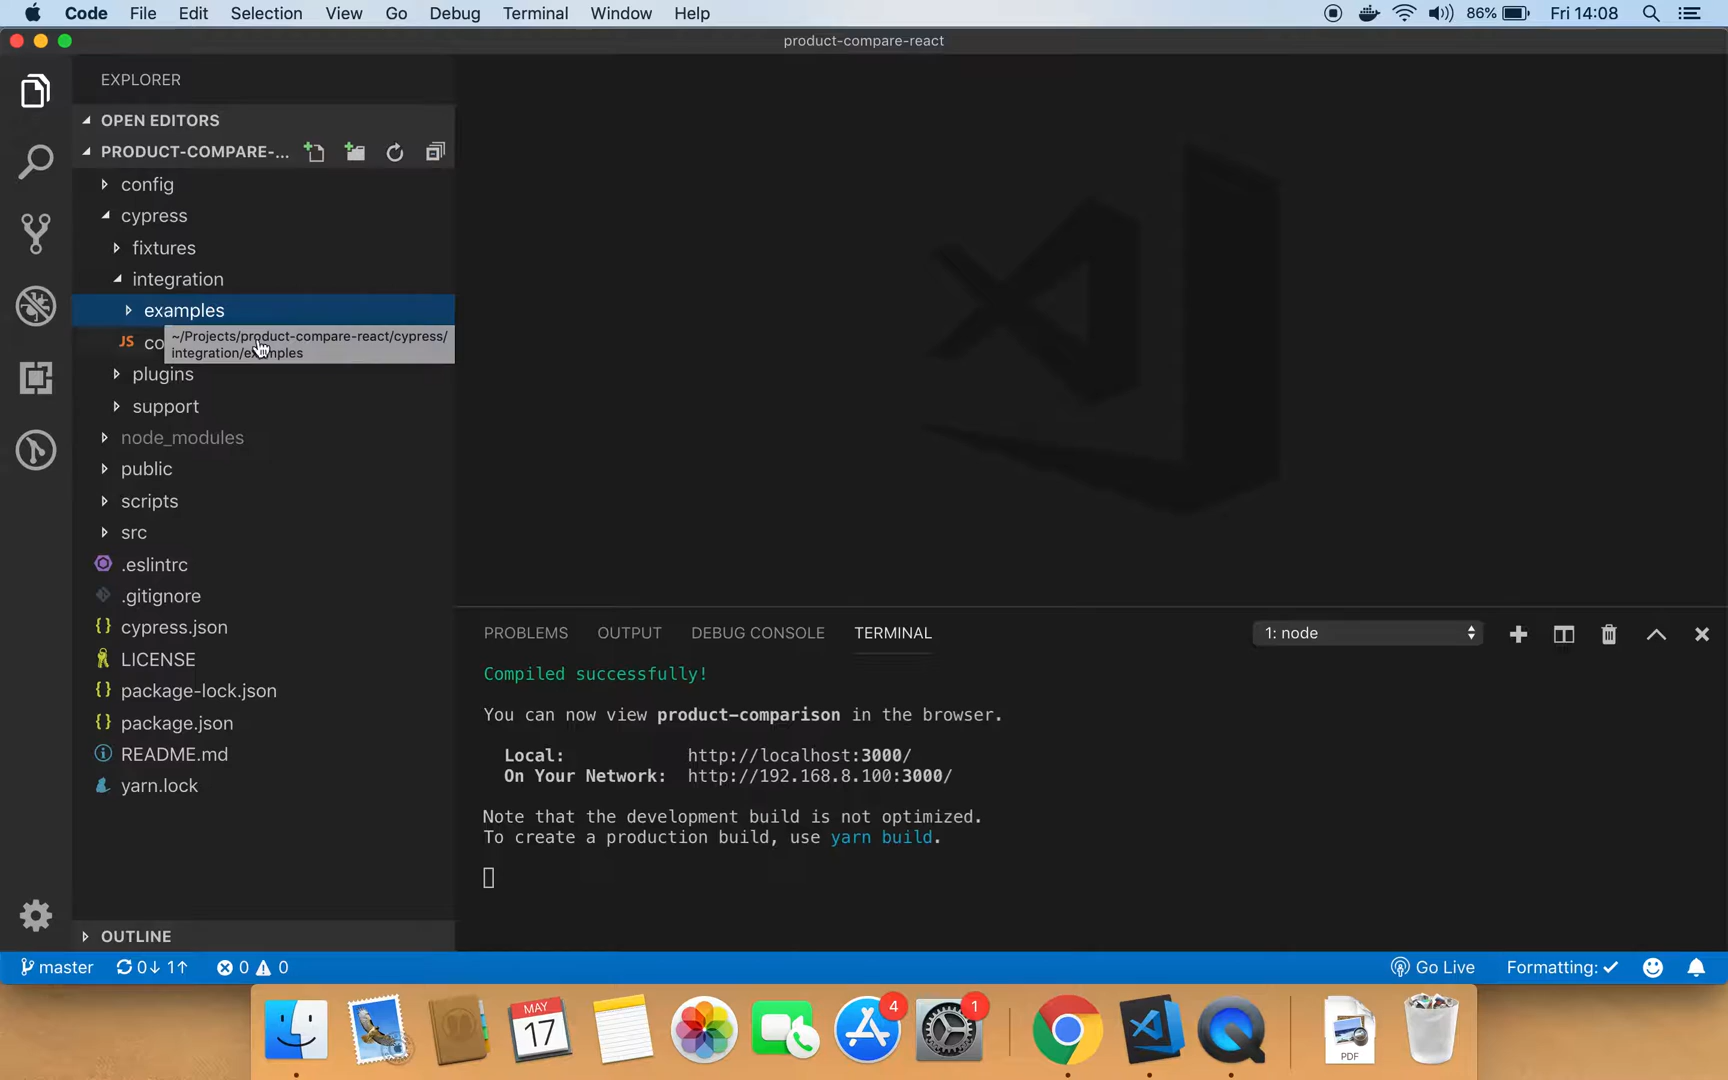 Code File Edit Selection View Go Debug Terminal Window Help 86% Fri 14:08
product-compare-react
EXPLORER
OPEN EDITORS
PRODUCT-COMPARE-...
config
cypress
fixtures
integration
examples
JS co
~/Projects/product-compare-react/cypress/
integration/examples
plugins
support
node_modules
public
scripts
src
.eslintrc
.gitignore
{} cypress.json
LICENSE
{} package-lock.json
{} package.json
README.md
yarn.lock
OUTLINE
PROBLEMS OUTPUT DEBUG CONSOLE TERMINAL 1: node
Compiled successfully!
You can now view product-comparison in the browser.
Local: http://localhost:3000/
On Your Network: http://192.168.8.100:3000/
Note that the development build is not optimized.
To create a production build, use yarn build.
master 0↓ 1↑ 0 0 Go Live Formatting: ✓
MAY
17
4
1
PDF